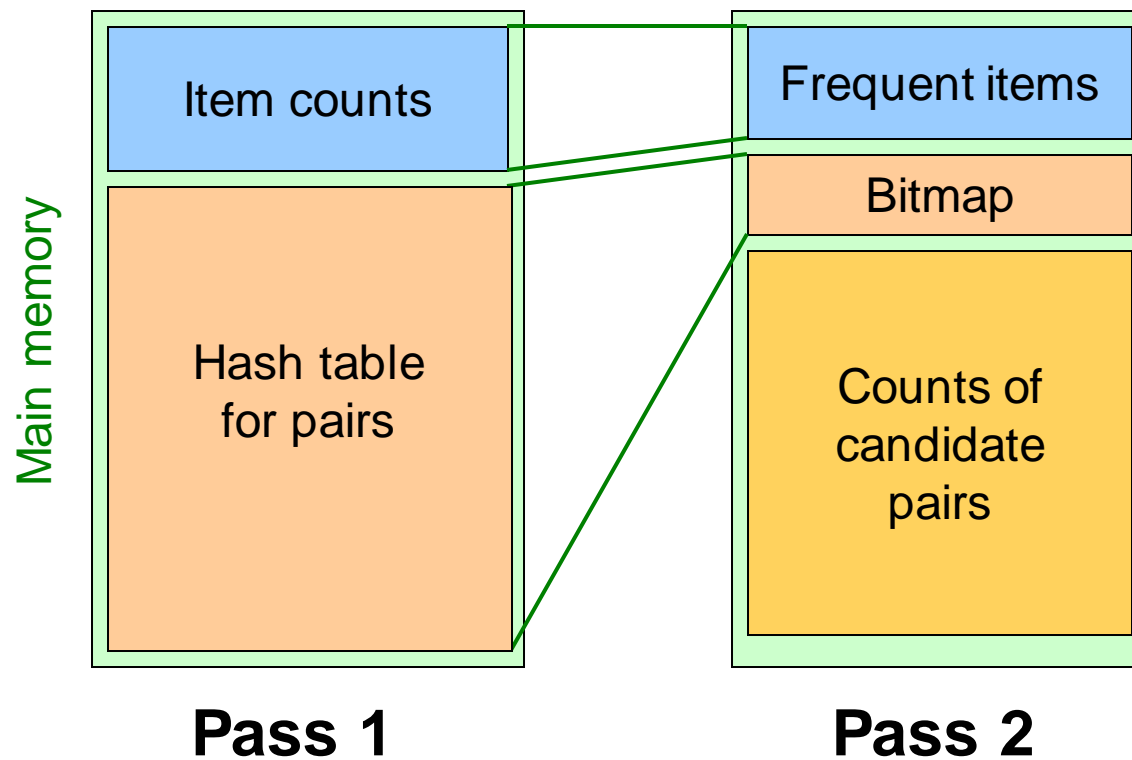 Main memory
Item counts
Hash table
for pairs
Pass 1
Frequent items
Bitmap
Counts of
candidate
pairs
Pass 2